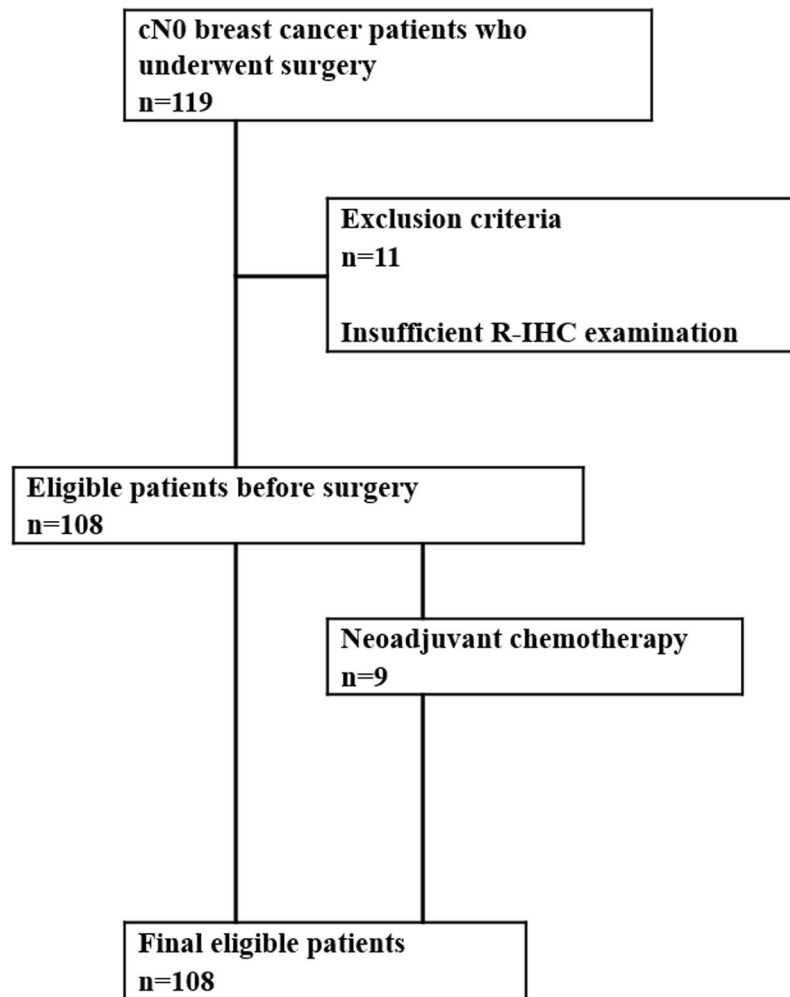 cN0 breast cancer patients who
underwent surgery
n=119
Exclusion criteria
n=11
Insufficient R-IHC examination
Eligible patients before surgery
n=108
Neoadjuvant chemotherapy
n=9
Final eligible patients
n=108